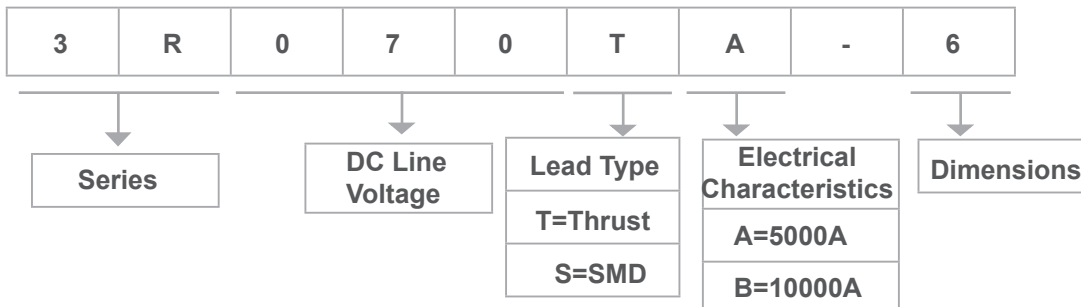 3 R 0 7 0 T A - 6
Series
DC Line
Voltage
Lead Type
T=Thrust
S=SMD
Electrical
Characteristics
A=5000A
B=10000A
Dimensions